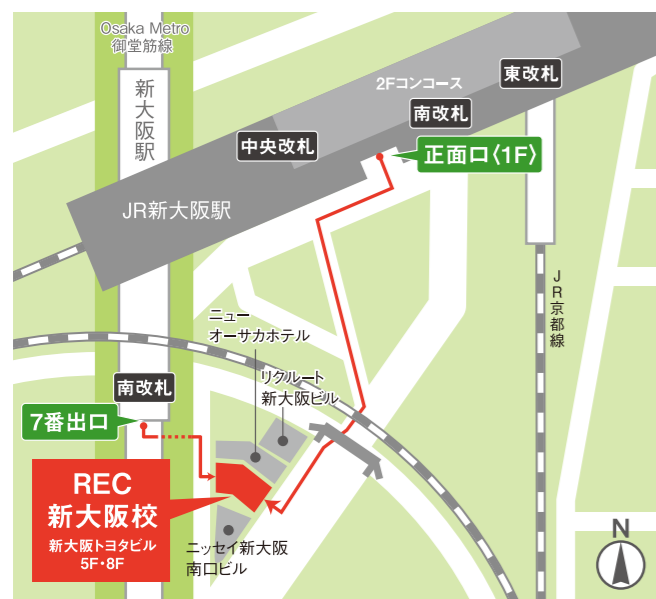 Osaka Metro
御堂筋線
新大阪駅
2Fコンコース
東改札
南改札
中央改札
正面口〈1F〉
JR新大阪駅
JR京都線
ニュー
オーサカホテル
リクルート
新大阪ビル
南改札
7番出口
REC
新大阪校
新大阪トヨタビル
5F・8F
ニッセイ新大阪
南口ビル
N